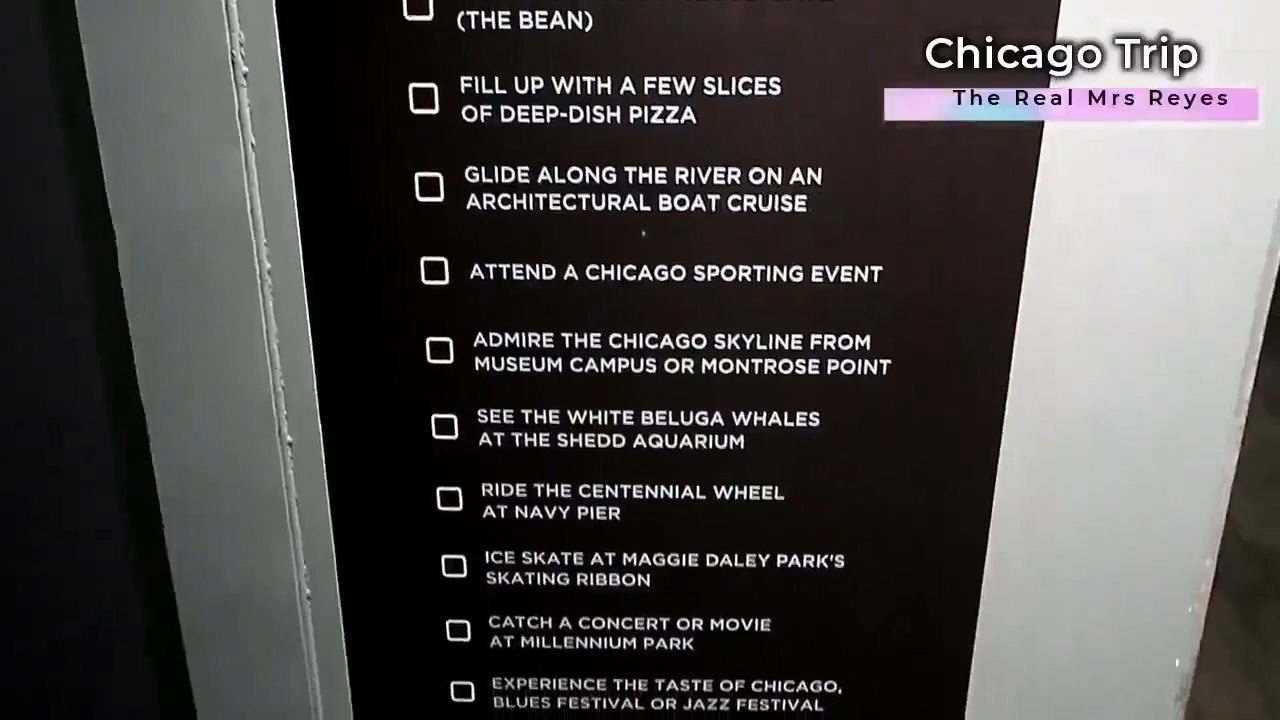 (THE BEAN)
FILL UP WITH A FEW SLICES
OF DEEP-DISH PIZZA
GLIDE ALONG THE RIVER ON AN
ARCHITECTURAL BOAT CRUISE
ATTEND A CHICAGO SPORTING EVENT
ADMIRE THE CHICAGO SKYLINE FROM
MUSEUM CAMPUS OR MONTROSE POINT
SEE THE WHITE BELUGA WHALES
AT THE SHEDD AQUARIUM
RIDE THE CENTENNIAL WHEEL
AT NAVY PIER
ICE SKATE AT MAGGIE DALEY PARK'S
SKATING RIBBON
CATCH A CONCERT OR MOVIE
AT MILLENNIUM PARK
EXPERIENCE THE TASTE OF CHICAGO,
BLUES FESTIVAL OR JAZZ FESTIVAL
Chicago Trip
The Real Mrs Reyes